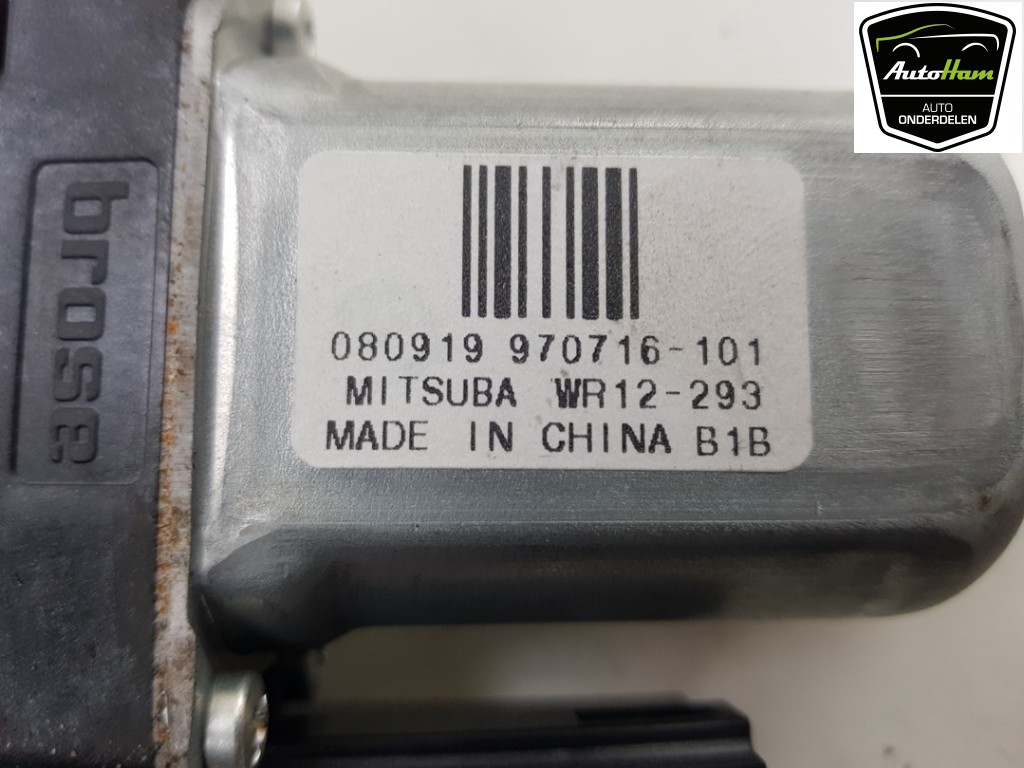 AutoHam
AUTO
ONDERDELEN
brose
080919 970716-101
MITSUBA WR12-293
MADE IN CHINA B1B